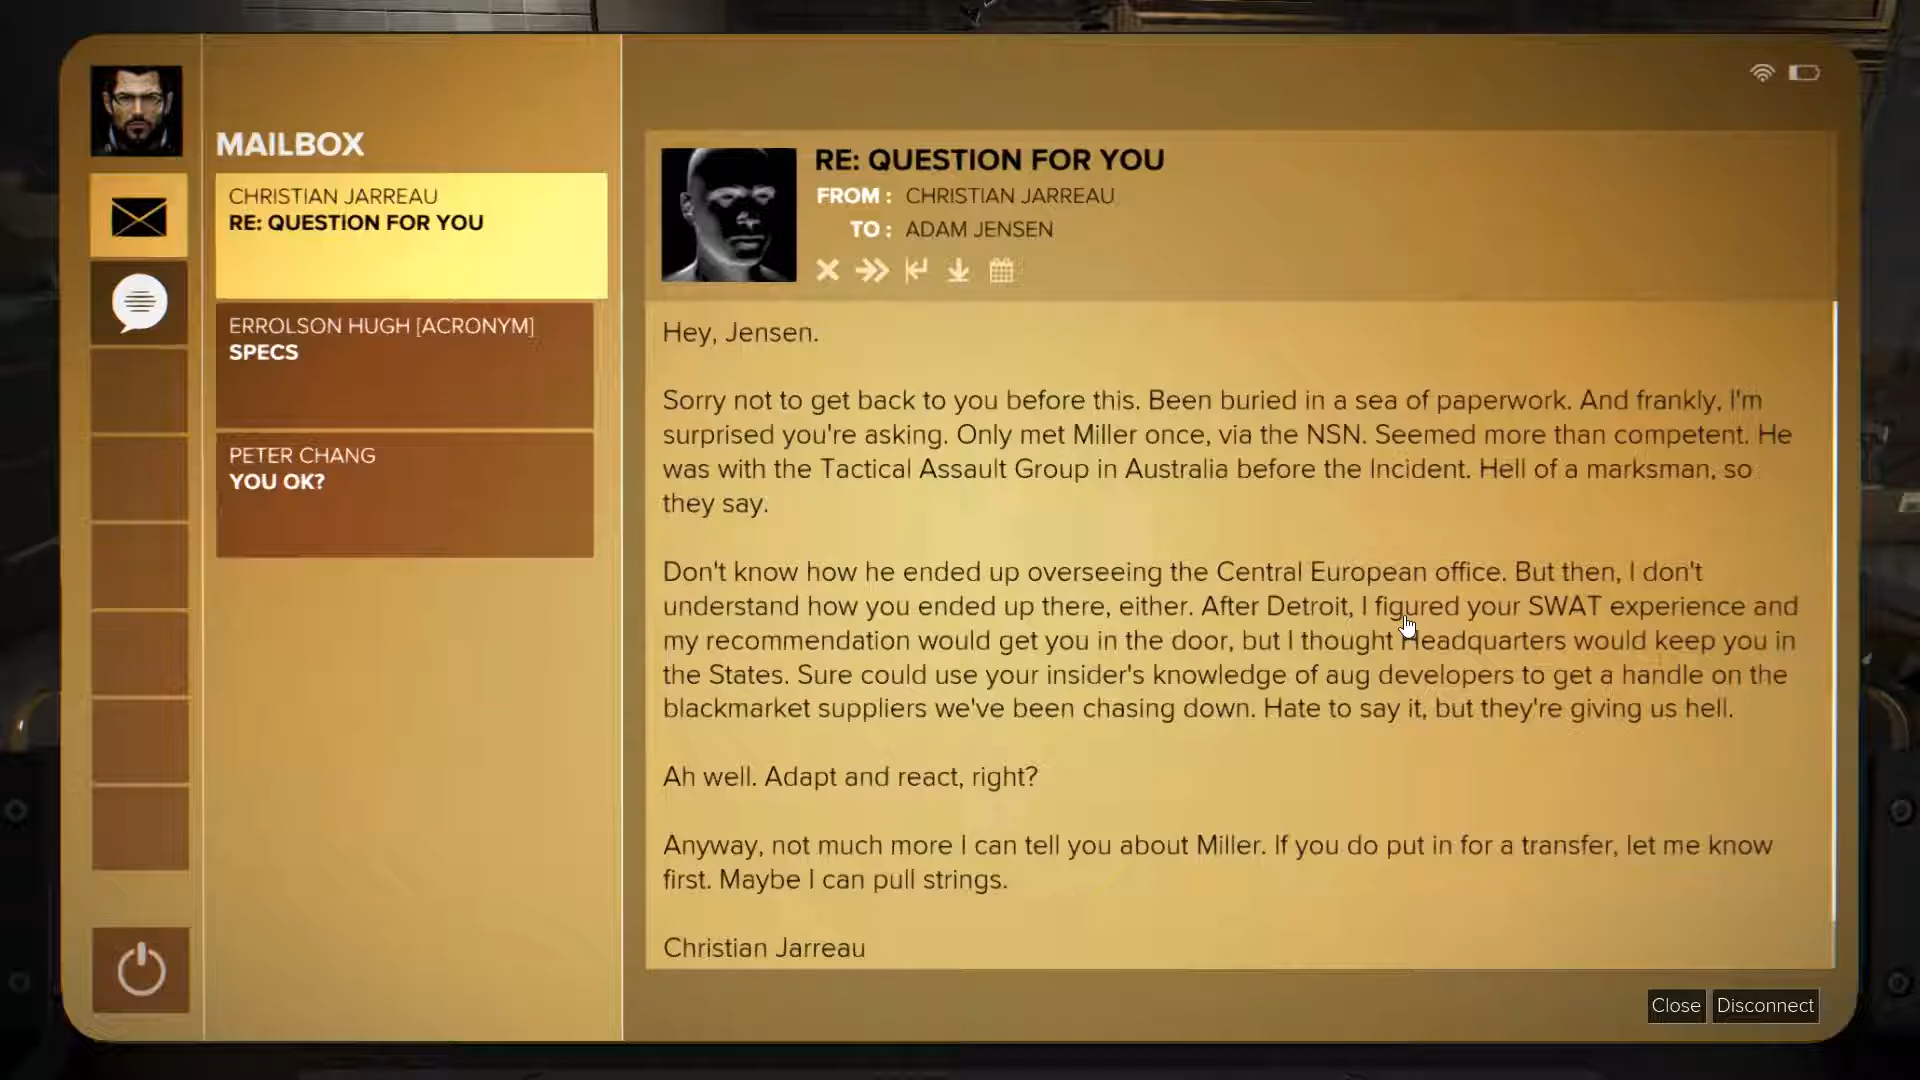 MAILBOX
CHRISTIAN JARREAU
RE: QUESTION FOR YOU
ERROLSON HUGH [ACRONYM]
SPECS
PETER CHANG
YOU OK?
RE: QUESTION FOR YOU
FROM : CHRISTIAN JARREAU
TO : ADAM JENSEN
Hey, Jensen.
Sorry not to get back to you before this. Been buried in a sea of paperwork. And frankly, I'm
surprised you're asking. Only met Miller once, via the NSN. Seemed more than competent. He
was with the Tactical Assault Group in Australia before the Incident. Hell of a marksman, so
they say.
Don't know how he ended up overseeing the Central European office. But then, I don't
understand how you ended up there, either. After Detroit, I figured your SWAT experience and
my recommendation would get you in the door, but I thought Headquarters would keep you in
the States. Sure could use your insider's knowledge of aug developers to get a handle on the
blackmarket suppliers we've been chasing down. Hate to say it, but they're giving us hell.
Ah well. Adapt and react, right?
Anyway, not much more I can tell you about Miller. If you do put in for a transfer, let me know
first. Maybe I can pull strings.
Christian Jarreau
Close Disconnect